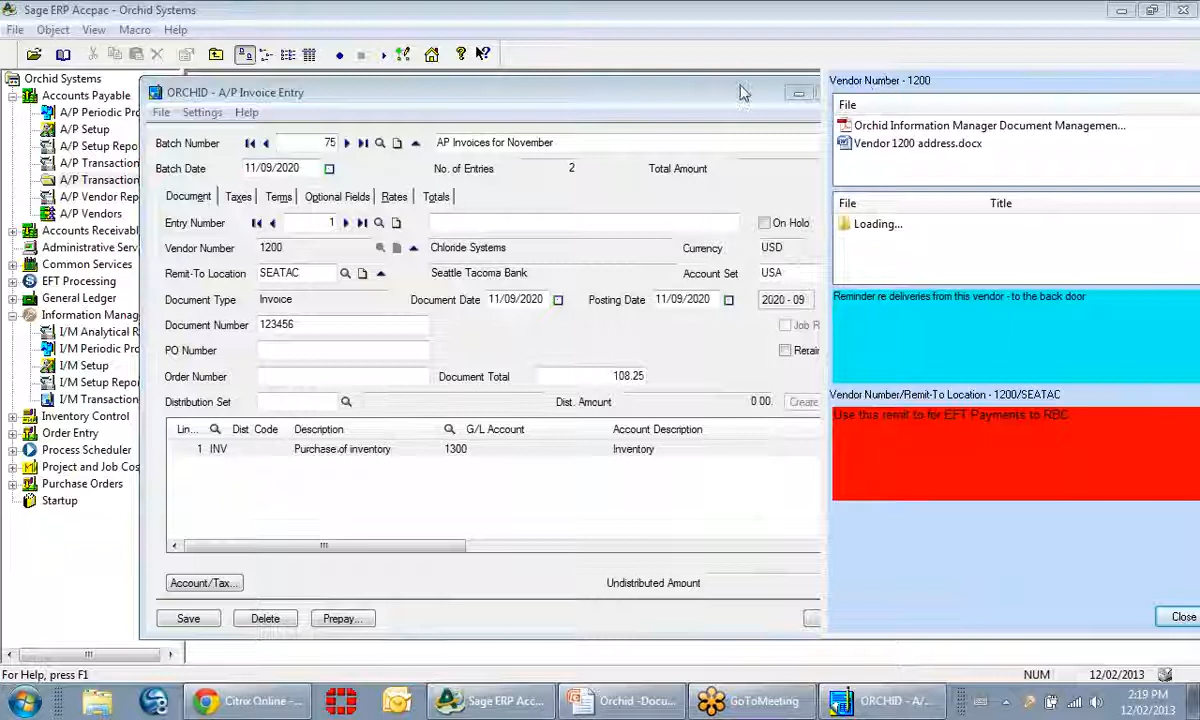 Sage ERP Accpac - Orchid Systems
File Object View Macro Help
Orchid Systems
Accounts Payable
A/P Periodic Pr
A/P Setup
A/P Setup Repo
A/P Transaction
A/P Transaction
A/P Vendor Rep
A/P Vendors
Accounts Receivabl
Administrative Serv
Common Services
EFT Processing
General Ledger
Information Manag
I/M Analytical R
I/M Periodic Pro
I/M Setup
I/M Setup Repor
I/M Transaction
Inventory Control
Order Entry
Process Scheduler
Project and Job Cos
Purchase Orders
Startup
ORCHID - A/P Invoice Entry
File Settings Help
Batch Number 75 AP Invoices for November
Batch Date 11/09/2020 No. of Entries 2 Total Amount
Document Taxes Terms Optional Fields Rates Totals
Entry Number 1 On Holo
Vendor Number 1200 Chloride Systems Currency USD
Remit-To Location SEATAC Seattle Tacoma Bank Account Set USA
Document Type Invoice Document Date 11/09/2020 Posting Date 11/09/2020 2020 - 09
Document Number 123456 Job R
PO Number Retain
Order Number Document Total 108.25
Distribution Set Dist. Amount 0.00 Create
Lin... Dist Code Description G/L Account Account Description
1 INV Purchase of inventory 1300 Inventory
Account/Tax... Undistributed Amount
Save Delete Prepay...
Vendor Number - 1200
File
Orchid Information Manager Document Managemen...
Vendor 1200 address.docx
File Title
Loading...
Reminder re deliveries from this vendor - to the back door
Vendor Number/Remit-To Location - 1200/SEATAC
Use this remit to for EFT Payments to RBC
Close
For Help, press F1 NUM 12/02/2013
Citrix Online -... Sage ERP Acc... Orchid -Docu... GoToMeeting ORCHID - A/... 2:19 PM
12/02/2013